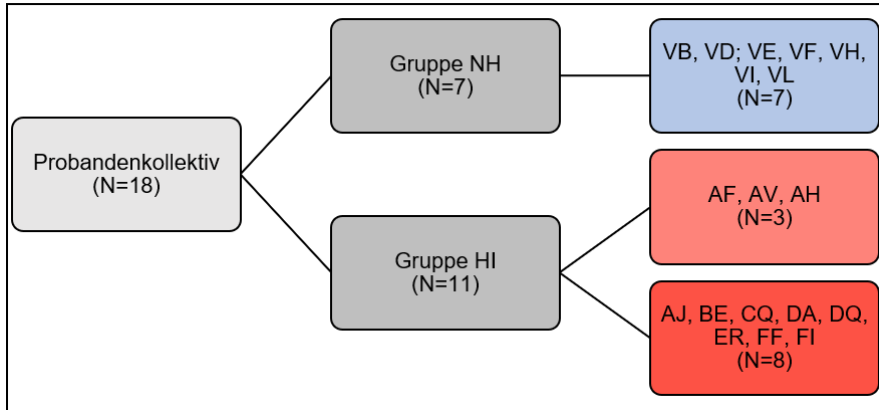 Probandenkollektiv
(N=18)
Gruppe NH
(N=7)
VB, VD; VE, VF, VH,
VI, VL
(N=7)
Gruppe HI
(N=11)
AF, AV, AH
(N=3)
AJ, BE, CQ, DA, DQ,
ER, FF, FI
(N=8)